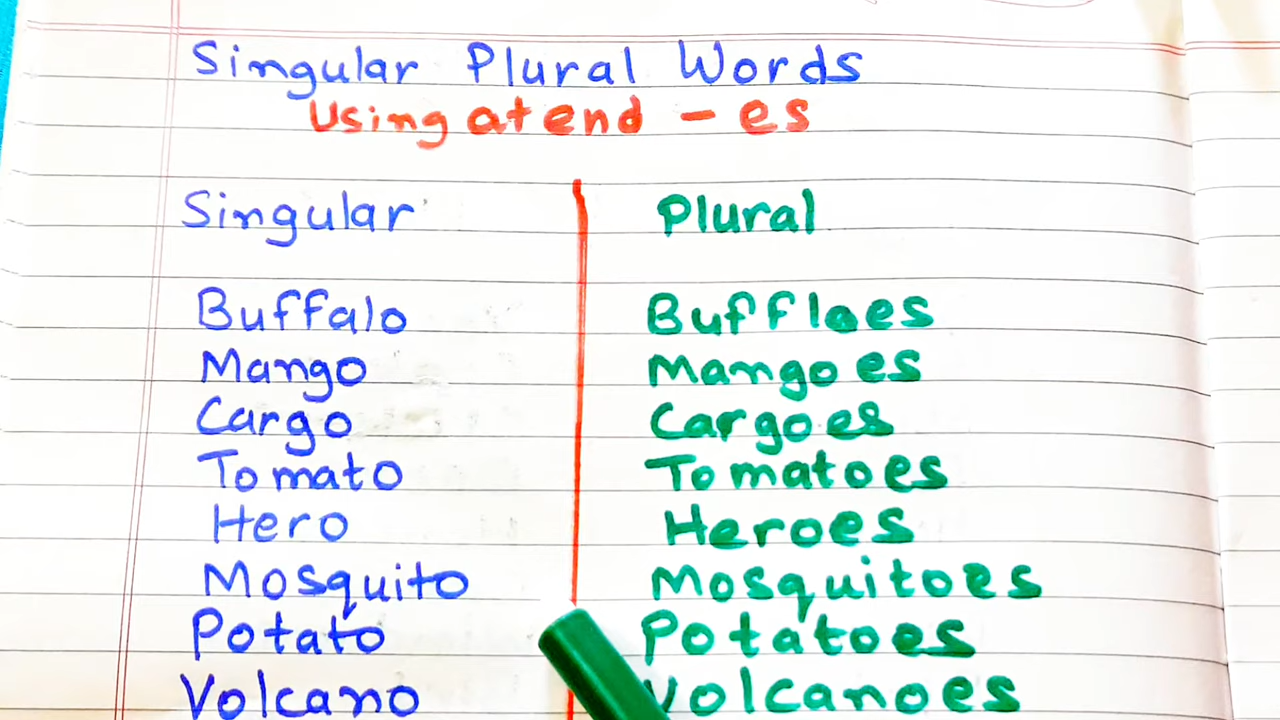 Singular Plural Words
Using at end - es
Singular Plural
Buffalo Buffloes
Mango Mangoes
Cargo Cargoes
Tomato Tomatoes
Hero Heroes
Mosquito Mosquitoes
Potato Potatoes
Volcano Volcanoes